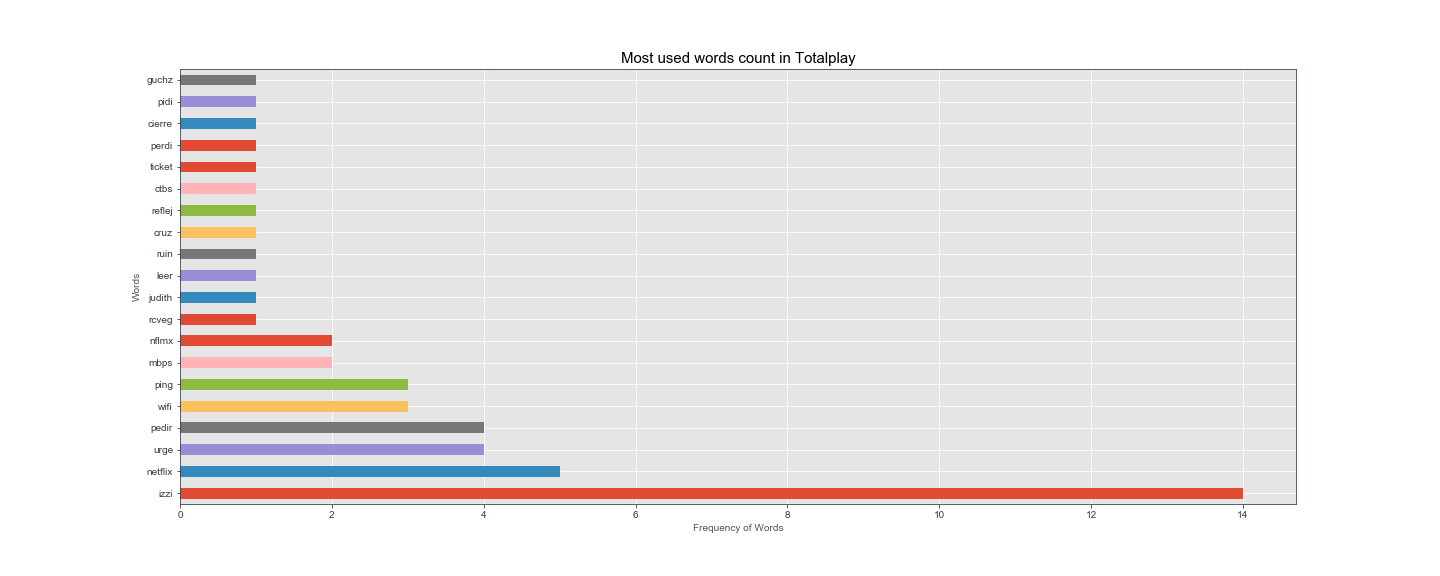 Most used words count in Totalplay
guchz
pidi
cierre
perdi
ticket
ctbs
reflej
cruz
ruin
leer
judith
rcveg
nflmx
mbps
ping
wifi
pedir
urge
netflix
izzi
Words
0 2 4 6 8 10 12 14
Frequency of Words